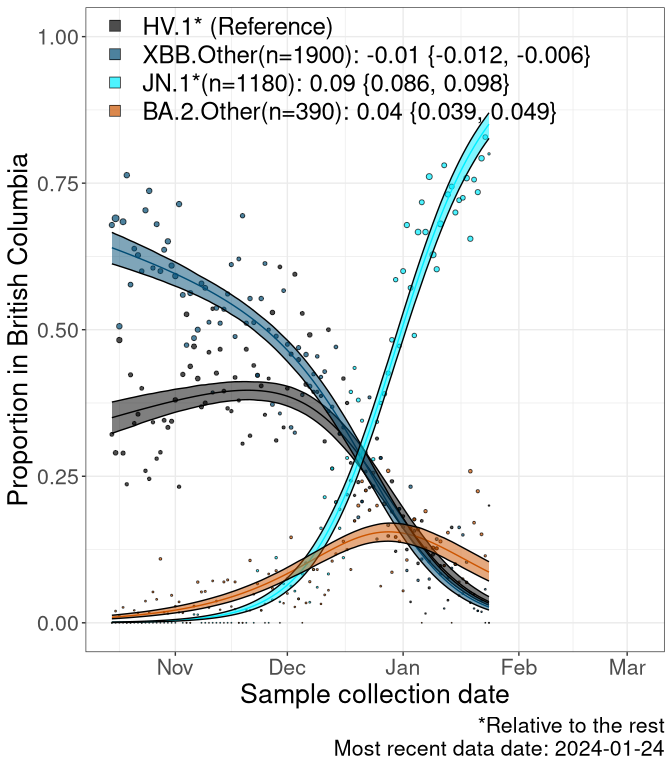 HV.1* (Reference)
XBB.Other(n=1900): -0.01 {-0.012, -0.006}
JN.1*(n=1180): 0.09 {0.086, 0.098}
BA.2.Other(n=390): 0.04 {0.039, 0.049}
1.00
0.75
0.50
0.25
0.00
Proportion in British Columbia
Nov Dec Jan Feb Mar
Sample collection date
*Relative to the rest
Most recent data date: 2024-01-24